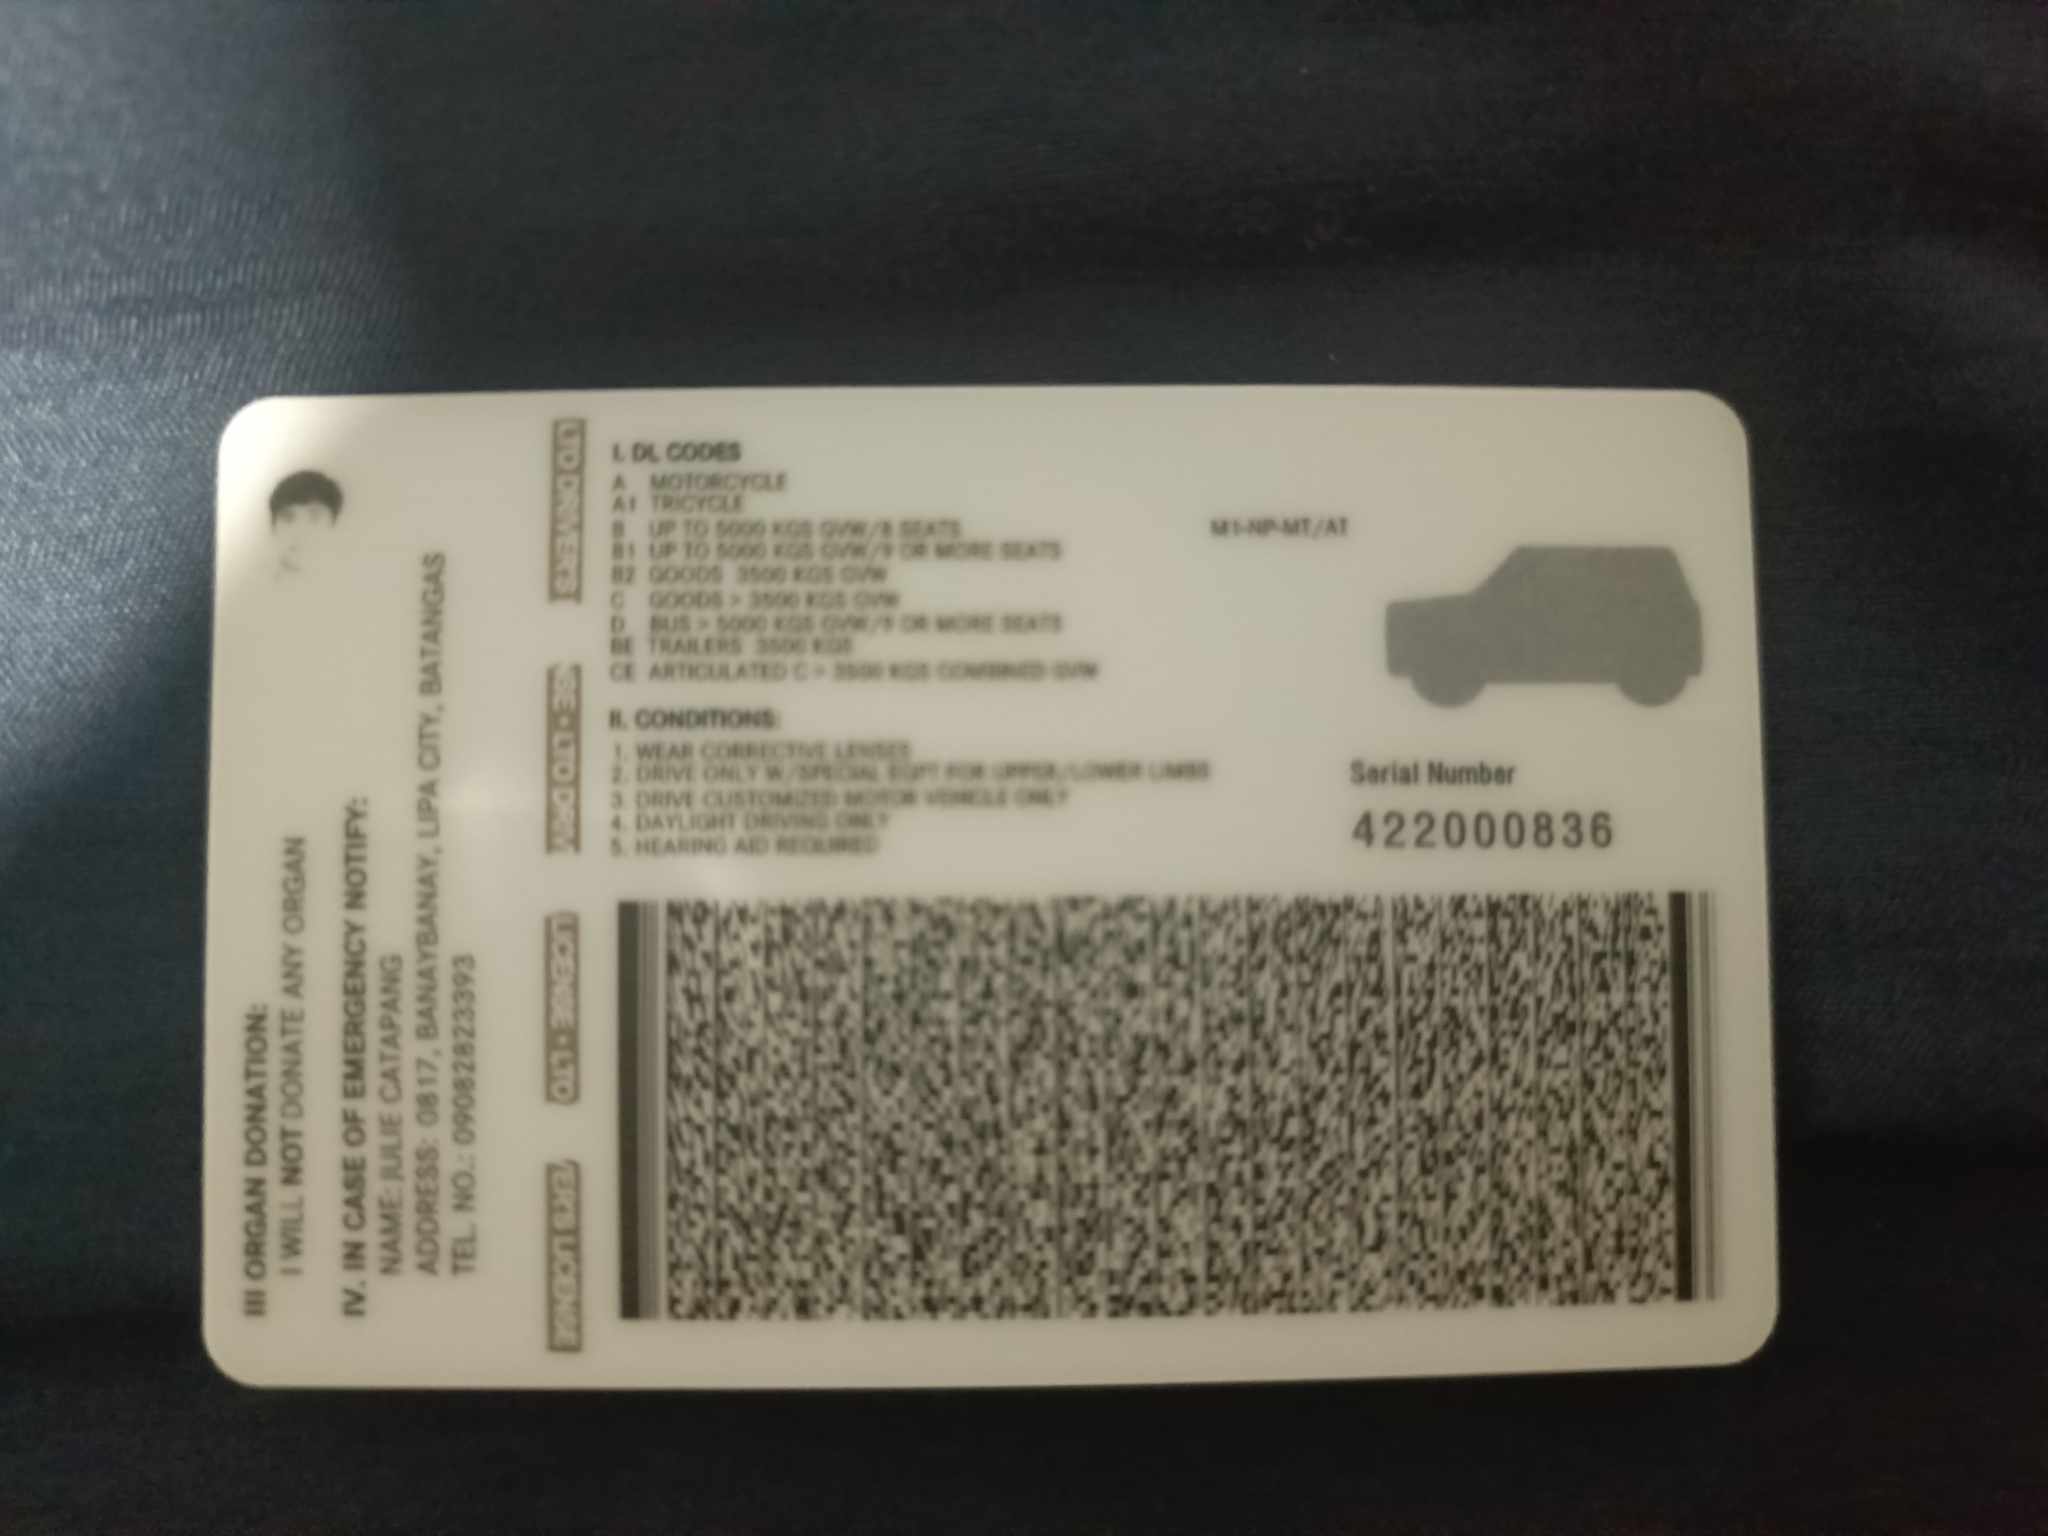 I. DL CODES
A MOTORCYCLE
A1 TRICYCLE
B UP TO 5000 KGS GVW/8 SEATS
B1 UP TO 5000 KGS GVW/9 OR MORE SEATS
B2 GOODS 3500 KGS GVW
C GOODS > 3500 KGS GVW
D BUS > 5000 KGS GVW/9 OR MORE SEATS
BE TRAILERS 3500 KGS
CE ARTICULATED C > 3500 KGS COMBINED GVW
M1-NP-MT/AT
II. CONDITIONS:
1. WEAR CORRECTIVE LENSES
2. DRIVE ONLY W/SPECIAL EQPT FOR UPPER/LOWER LIMBS
3. DRIVE CUSTOMIZED MOTOR VEHICLE ONLY
4. DAYLIGHT DRIVING ONLY
5. HEARING AID REQUIRED
Serial Number
422000836
III ORGAN DONATION:
I WILL NOT DONATE ANY ORGAN
IV. IN CASE OF EMERGENCY NOTIFY:
NAME: JULIE CATAPANG
ADDRESS: 0817, BANAYBANAY, LIPA CITY, BATANGAS
TEL. NO.: 09082823393
LTO DRIVERS
LICENSE • LTO